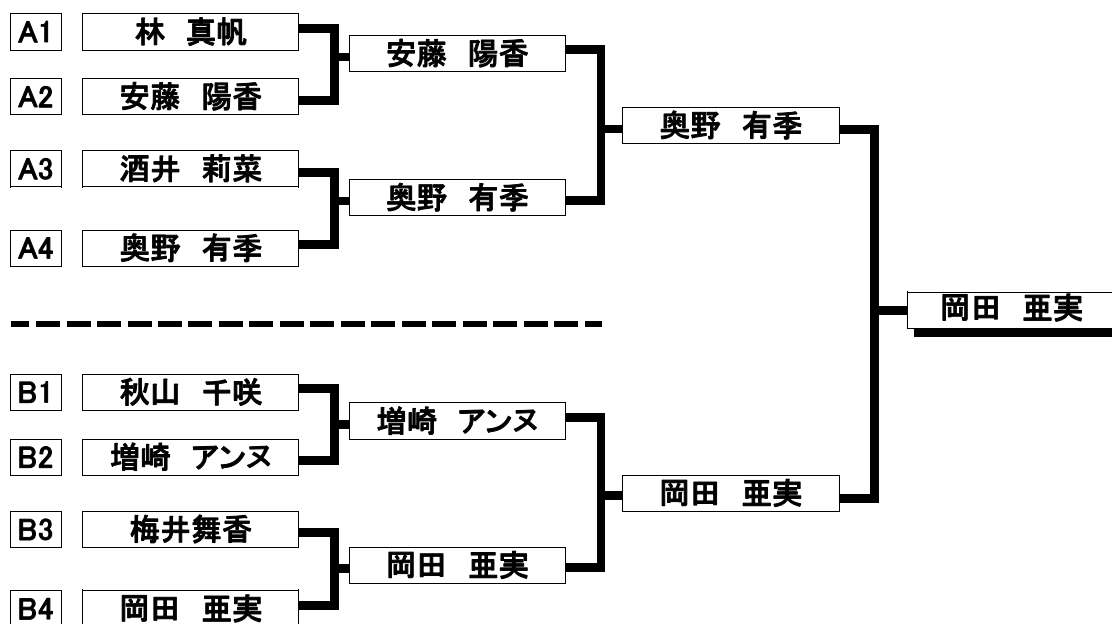 A1 林 真帆
安藤 陽香
A2 安藤 陽香
奥野 有季
A3 酒井 莉菜
奥野 有季
A4 奥野 有季
岡田 亜実
B1 秋山 千咲
増崎 アンヌ
B2 増崎 アンヌ
岡田 亜実
B3 梅井舞香
岡田 亜実
B4 岡田 亜実